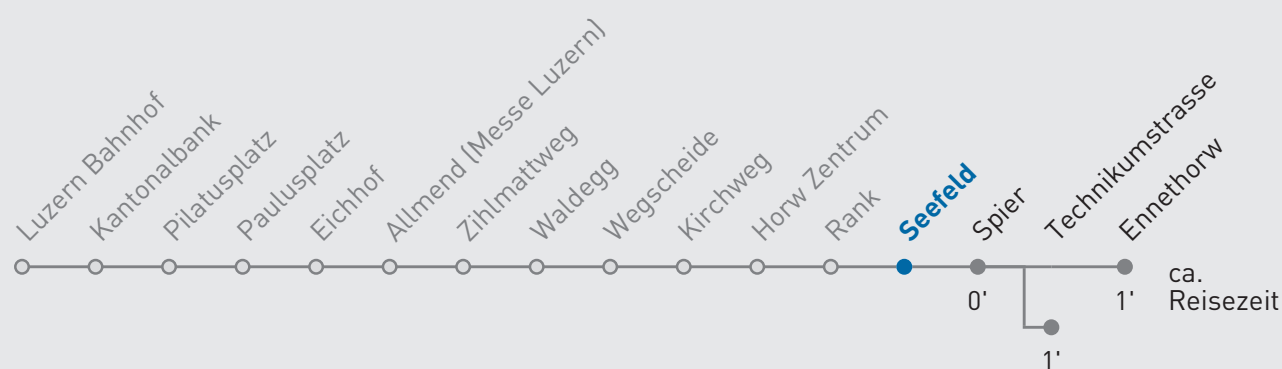 Luzern Bahnhof
Kantonalbank
Pilatusplatz
Paulusplatz
Eichhof
Allmend (Messe Luzern)
Zihlmattweg
Waldegg
Wegscheide
Kirchweg
Horw Zentrum
Rank
Seefeld
Spier
Technikumstrasse
Ennethorw
0'
1'
ca.
Reisezeit
1'